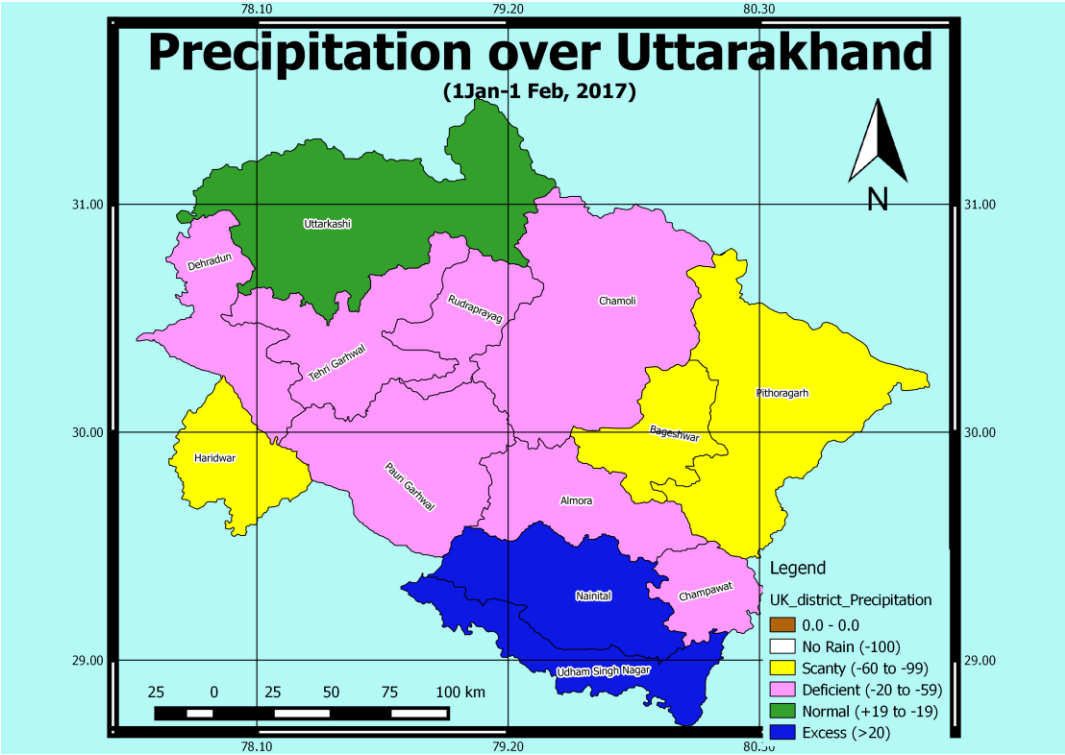 78.10 79.20 80.30
Precipitation over Uttarakhand
(1Jan-1 Feb, 2017)
N
31.00 31.00
Uttarkashi
Dehradun
Rudraprayag
Chamoli
Tehri Garhwal
Pithoragarh
30.00 30.00
Bageshwar
Haridwar
Pauri Garhwal
Almora
Champawat
Nainital
Udham Singh Nagar
29.00 29.00
Legend
UK_district_Precipitation
0.0 - 0.0
No Rain (-100)
Scanty (-60 to -99)
Deficient (-20 to -59)
Normal (+19 to -19)
Excess (>20)
25 0 25 50 75 100 km
78.10 79.20 80.30